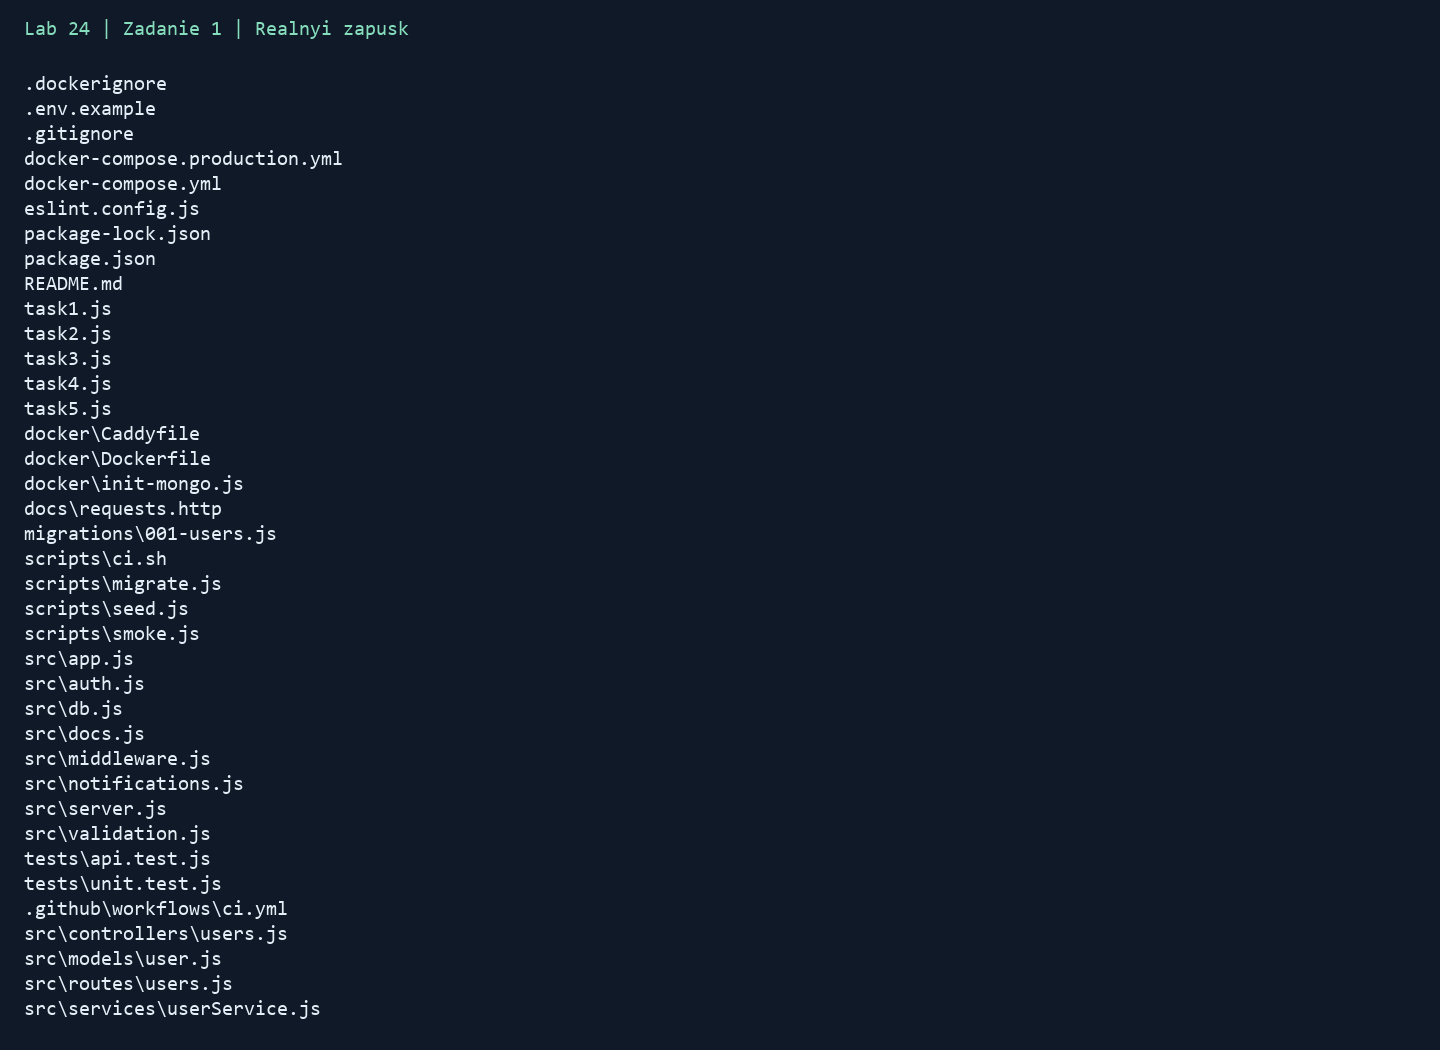 Lab 24 | Zadanie 1 | Realnyi zapusk
.dockerignore
.env.example
.gitignore
docker-compose.production.yml
docker-compose.yml
eslint.config.js
package-lock.json
package.json
README.md
task1.js
task2.js
task3.js
task4.js
task5.js
docker\Caddyfile
docker\Dockerfile
docker\init-mongo.js
docs\requests.http
migrations\001-users.js
scripts\ci.sh
scripts\migrate.js
scripts\seed.js
scripts\smoke.js
src\app.js
src\auth.js
src\db.js
src\docs.js
src\middleware.js
src\notifications.js
src\server.js
src\validation.js
tests\api.test.js
tests\unit.test.js
.github\workflows\ci.yml
src\controllers\users.js
src\models\user.js
src\routes\users.js
src\services\userService.js